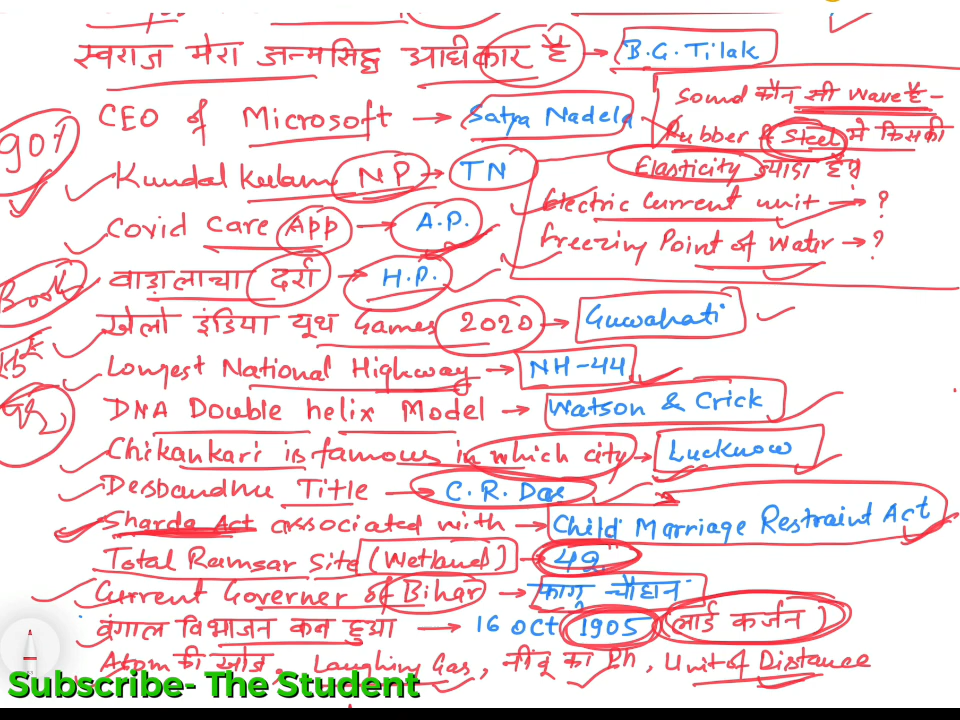 स्वराज मेरा जन्मसिद्ध आधीकार है → B.G.Tilak
CEO of Microsoft → Satya Nadela
Kundal kulam NP → TN
Covid Care App → A.P.
वाड़ालाचा दर्रा → H.P.
खेलो इंडिया यूथ Games 2020 → Guwahati
Longest National Highway → NH-44
DNA Double helix Model → Watson & Crick
Chikankari is famous in which city → Lucknow
Desbandhu Title → C.R.Das
Sharda Act associated with → Child Marriage Restraint Act
Total Ramsar Site (Wetland) → 42
Current Governer of Bihar → फागू चौहान
बंगाल विभाजन कब हुआ → 16 Oct 1905 (लार्ड कर्जन)
Atom की खोज, Laughing Gas, नींबू का Ph, Unit of Distance
Sound कौन सी wave है -
Rubber & Steel मे किसकी
Elasticity ज्यादा है?
Electric Current unit → ?
Freezing Point of Water → ?
90%
Book
Subscribe- The Student